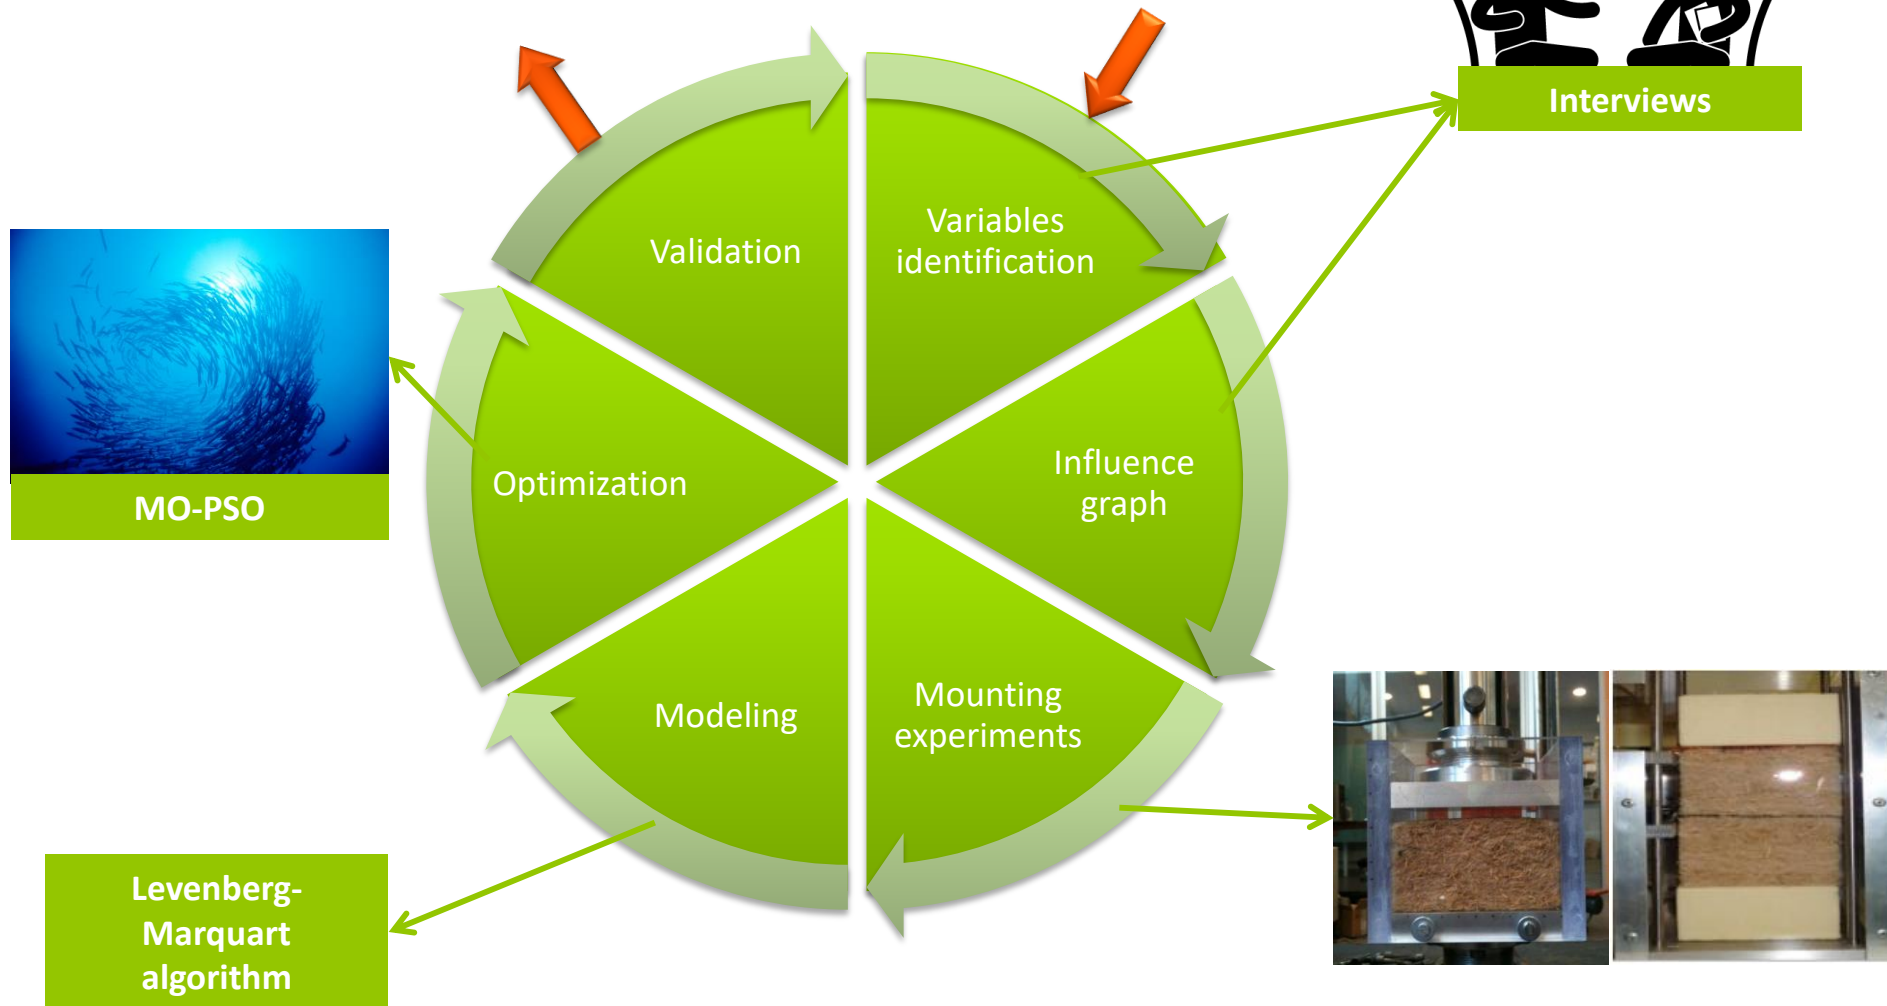 Interviews
Variables
identification
Validation
Influence
graph
Optimization
MO-PSO
Mounting
experiments
Modeling
Levenberg-
Marquart
algorithm